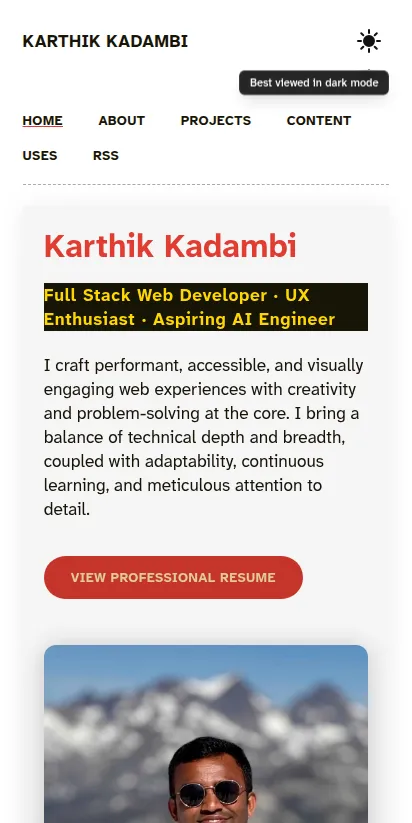 KARTHIK KADAMBI
Best viewed in dark mode
HOME ABOUT PROJECTS CONTENT
USES RSS
Karthik Kadambi
Full Stack Web Developer · UX
Enthusiast · Aspiring AI Engineer
I craft performant, accessible, and visually
engaging web experiences with creativity
and problem-solving at the core. I bring a
balance of technical depth and breadth,
coupled with adaptability, continuous
learning, and meticulous attention to
detail.
VIEW PROFESSIONAL RESUME